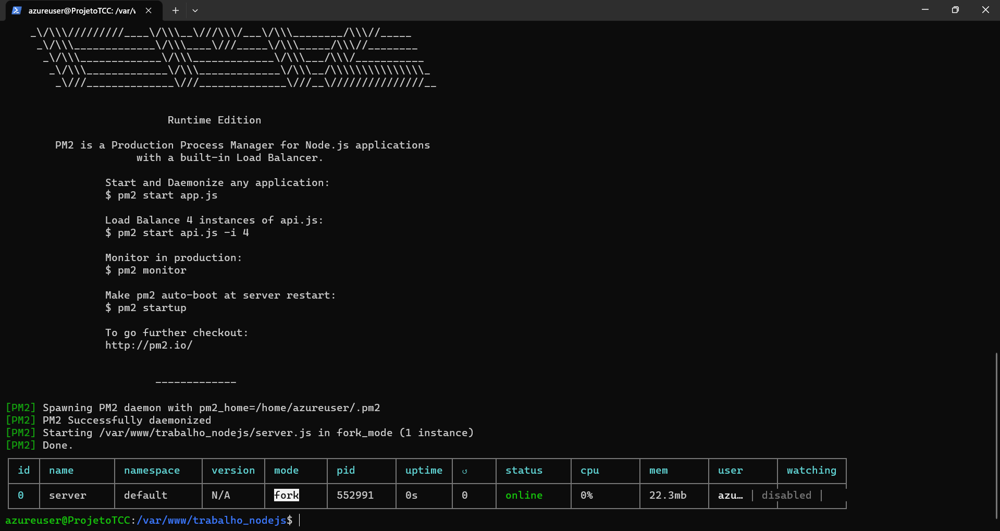 azureuser@ProjetoTCC: /var/v
_\/\\\/////////____\/\\\__\///\\\/___\/\\\________/\\\//_____
_\/\\\_____________\/\\\____\///_____\/\\\_____/\\\//________
_\/\\\_____________\/\\\_____________\/\\\___/\\\/___________
_\/\\\_____________\/\\\_____________\/\\\__/\\\\\\\\\\\\\\\_
_\///______________\///______________\///__\///////////////__
Runtime Edition
PM2 is a Production Process Manager for Node.js applications
with a built-in Load Balancer.
Start and Daemonize any application:
$ pm2 start app.js
Load Balance 4 instances of api.js:
$ pm2 start api.js -i 4
Monitor in production:
$ pm2 monitor
Make pm2 auto-boot at server restart:
$ pm2 startup
To go further checkout:
http://pm2.io/
-------------
[PM2] Spawning PM2 daemon with pm2_home=/home/azureuser/.pm2
[PM2] PM2 Successfully daemonized
[PM2] Starting /var/www/trabalho_nodejs/server.js in fork_mode (1 instance)
[PM2] Done.
id name namespace version mode pid uptime ↺ status cpu mem user watching
0 server default N/A fork 552991 0s 0 online 0% 22.3mb azu… disabled
azureuser@ProjetoTCC:/var/www/trabalho_nodejs$